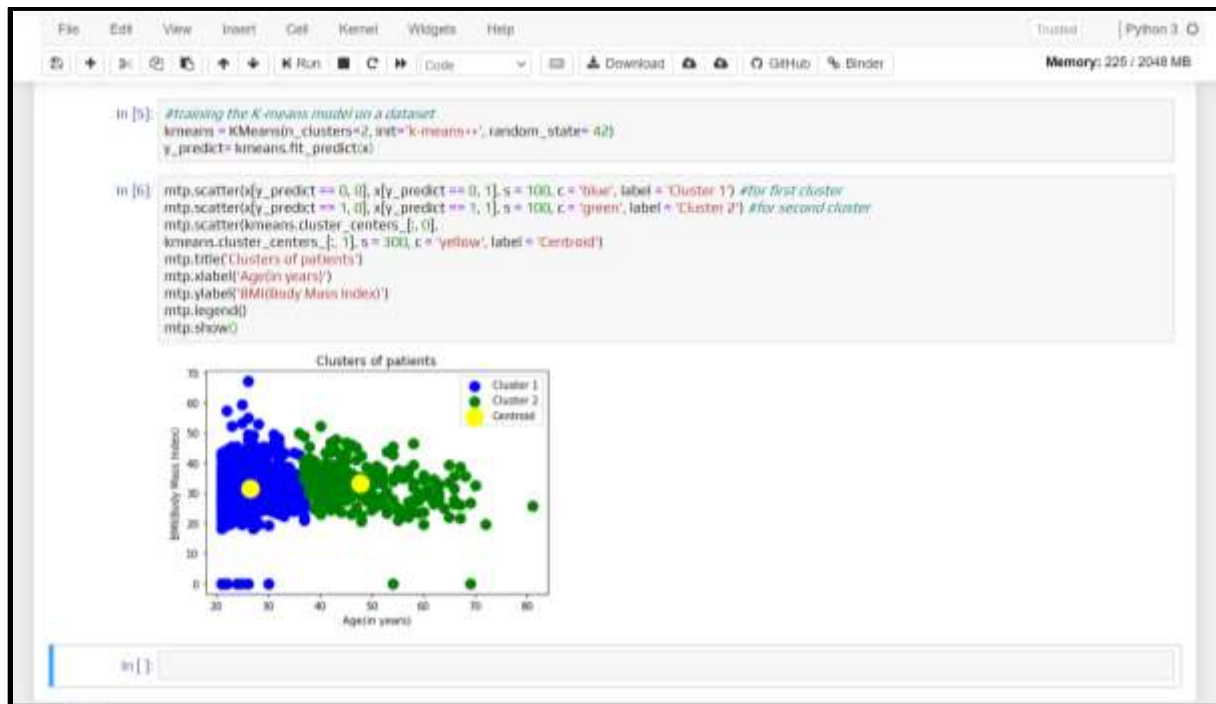 File Edit View Insert Cell Kernel Widgets Help Trusted Python 3
Run Code Download GitHub Binder Memory: 225 / 2048 MB
In [5]: #training the K-means model on a dataset
kmeans = KMeans(n_clusters=2, init='k-means++', random_state= 42)
y_predict= kmeans.fit_predict(x)
In [6]: mtp.scatter(x[y_predict == 0, 0], x[y_predict == 0, 1], s = 100, c = 'blue', label = 'Cluster 1') #for first cluster
mtp.scatter(x[y_predict == 1, 0], x[y_predict == 1, 1], s = 100, c = 'green', label = 'Cluster 2') #for second cluster
mtp.scatter(kmeans.cluster_centers_[:, 0],
kmeans.cluster_centers_[:, 1], s = 300, c = 'yellow', label = 'Centroid')
mtp.title('Clusters of patients')
mtp.xlabel('Age(in years)')
mtp.ylabel('BMI(Body Mass Index)')
mtp.legend()
mtp.show()
Clusters of patients
Cluster 1
Cluster 2
Centroid
BMI(Body Mass Index)
70
60
50
40
30
20
10
0
20 30 40 50 60 70 80
Age(in years)
In [ ]: